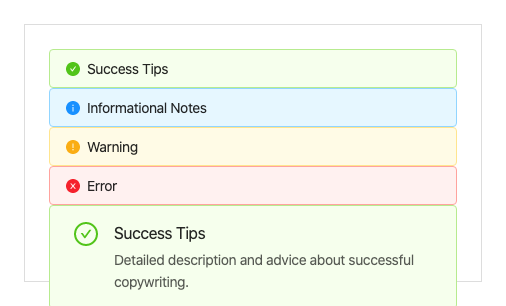 Success Tips
Informational Notes
Warning
Error
Success Tips
Detailed description and advice about successful
copywriting.